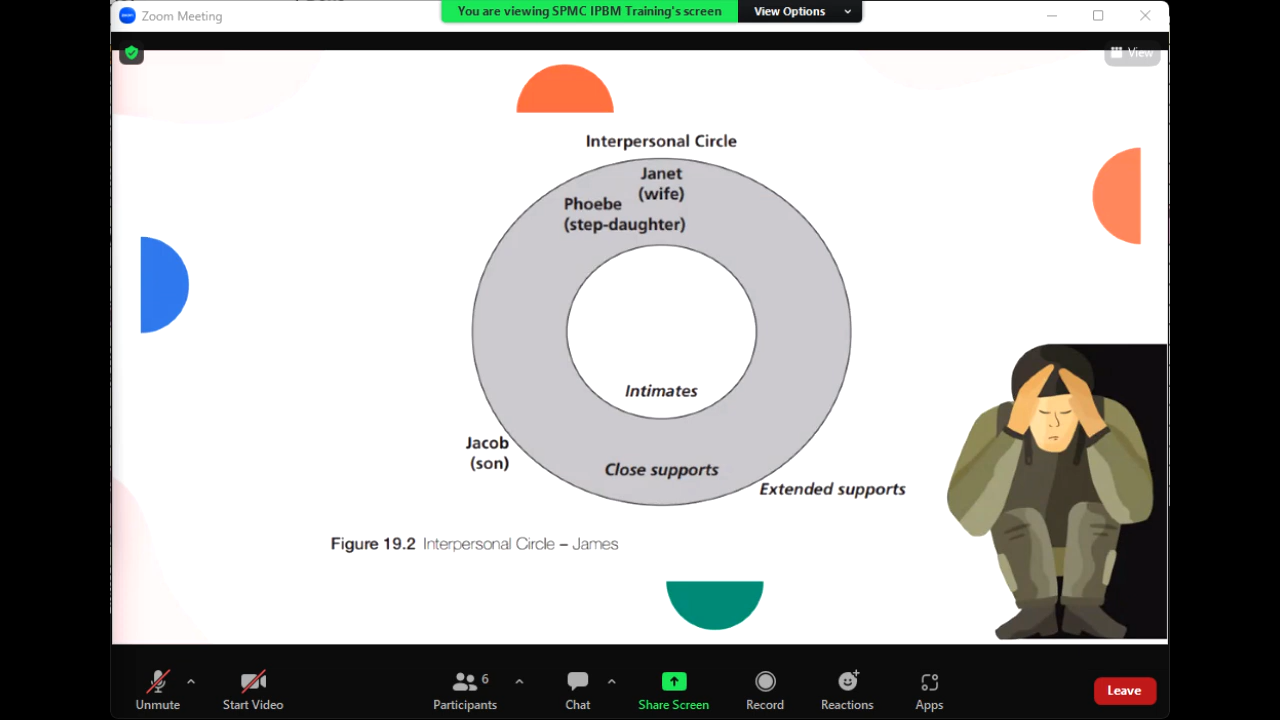 Zoom Meeting
You are viewing SPMC IPBM Training's screen
View Options
View
Interpersonal Circle
Janet
(wife)
Phoebe
(step-daughter)
Intimates
Jacob
(son)
Close supports
Extended supports
Figure 19.2 Interpersonal Circle – James
6
Unmute
Start Video
Participants
Chat
Share Screen
Record
Reactions
Apps
Leave